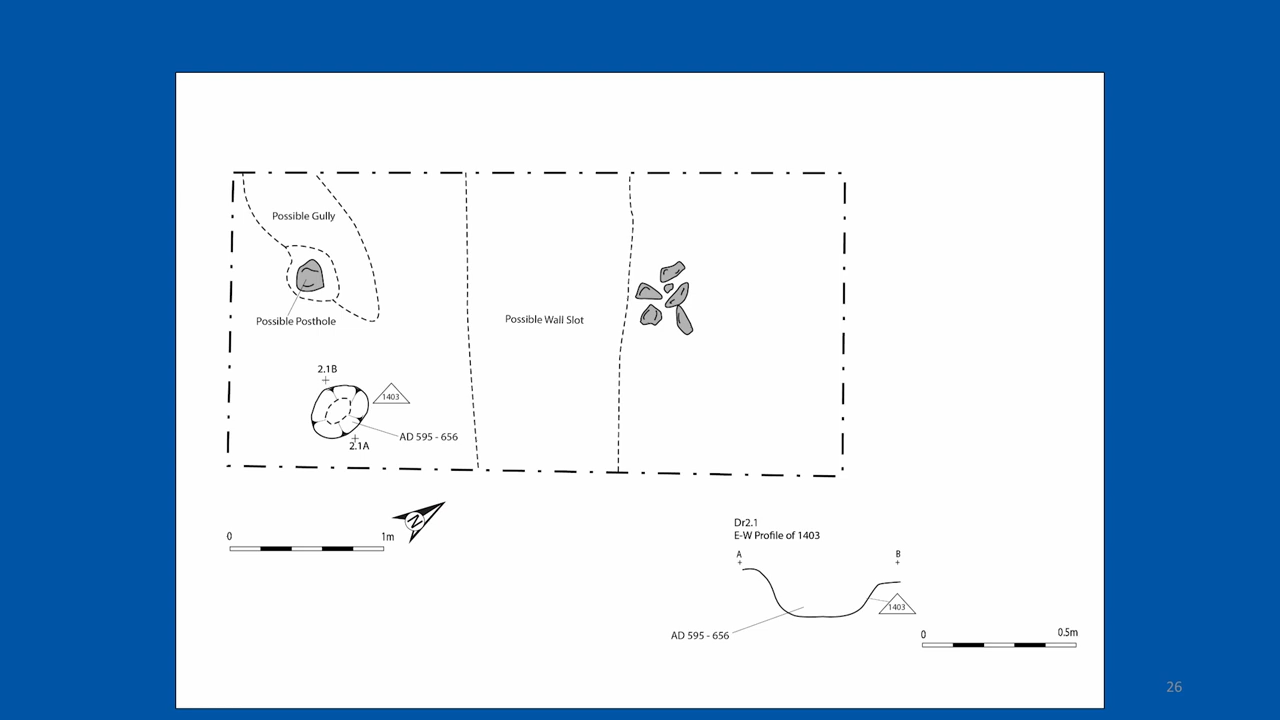 Possible Gully
Possible Posthole
Possible Wall Slot
2.1B
1403
AD 595 - 656
2.1A
N
0 1m
Dr2.1
E-W Profile of 1403
A B
1403
AD 595 - 656
0 0.5m
26